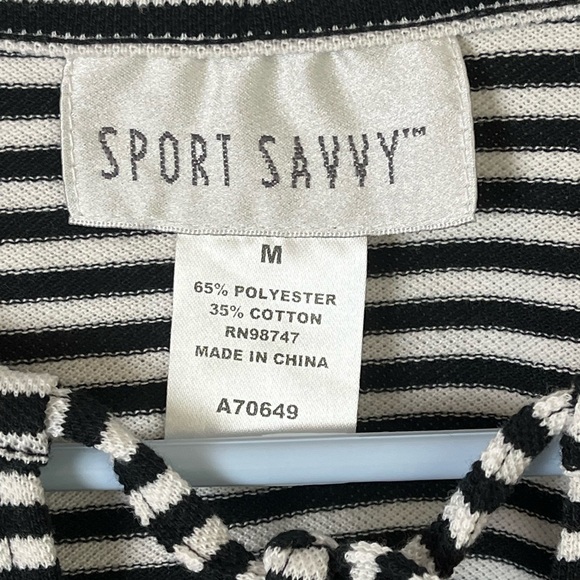 SPORT SAVVY™
M
65% POLYESTER
35% COTTON
RN98747
MADE IN CHINA
A70649